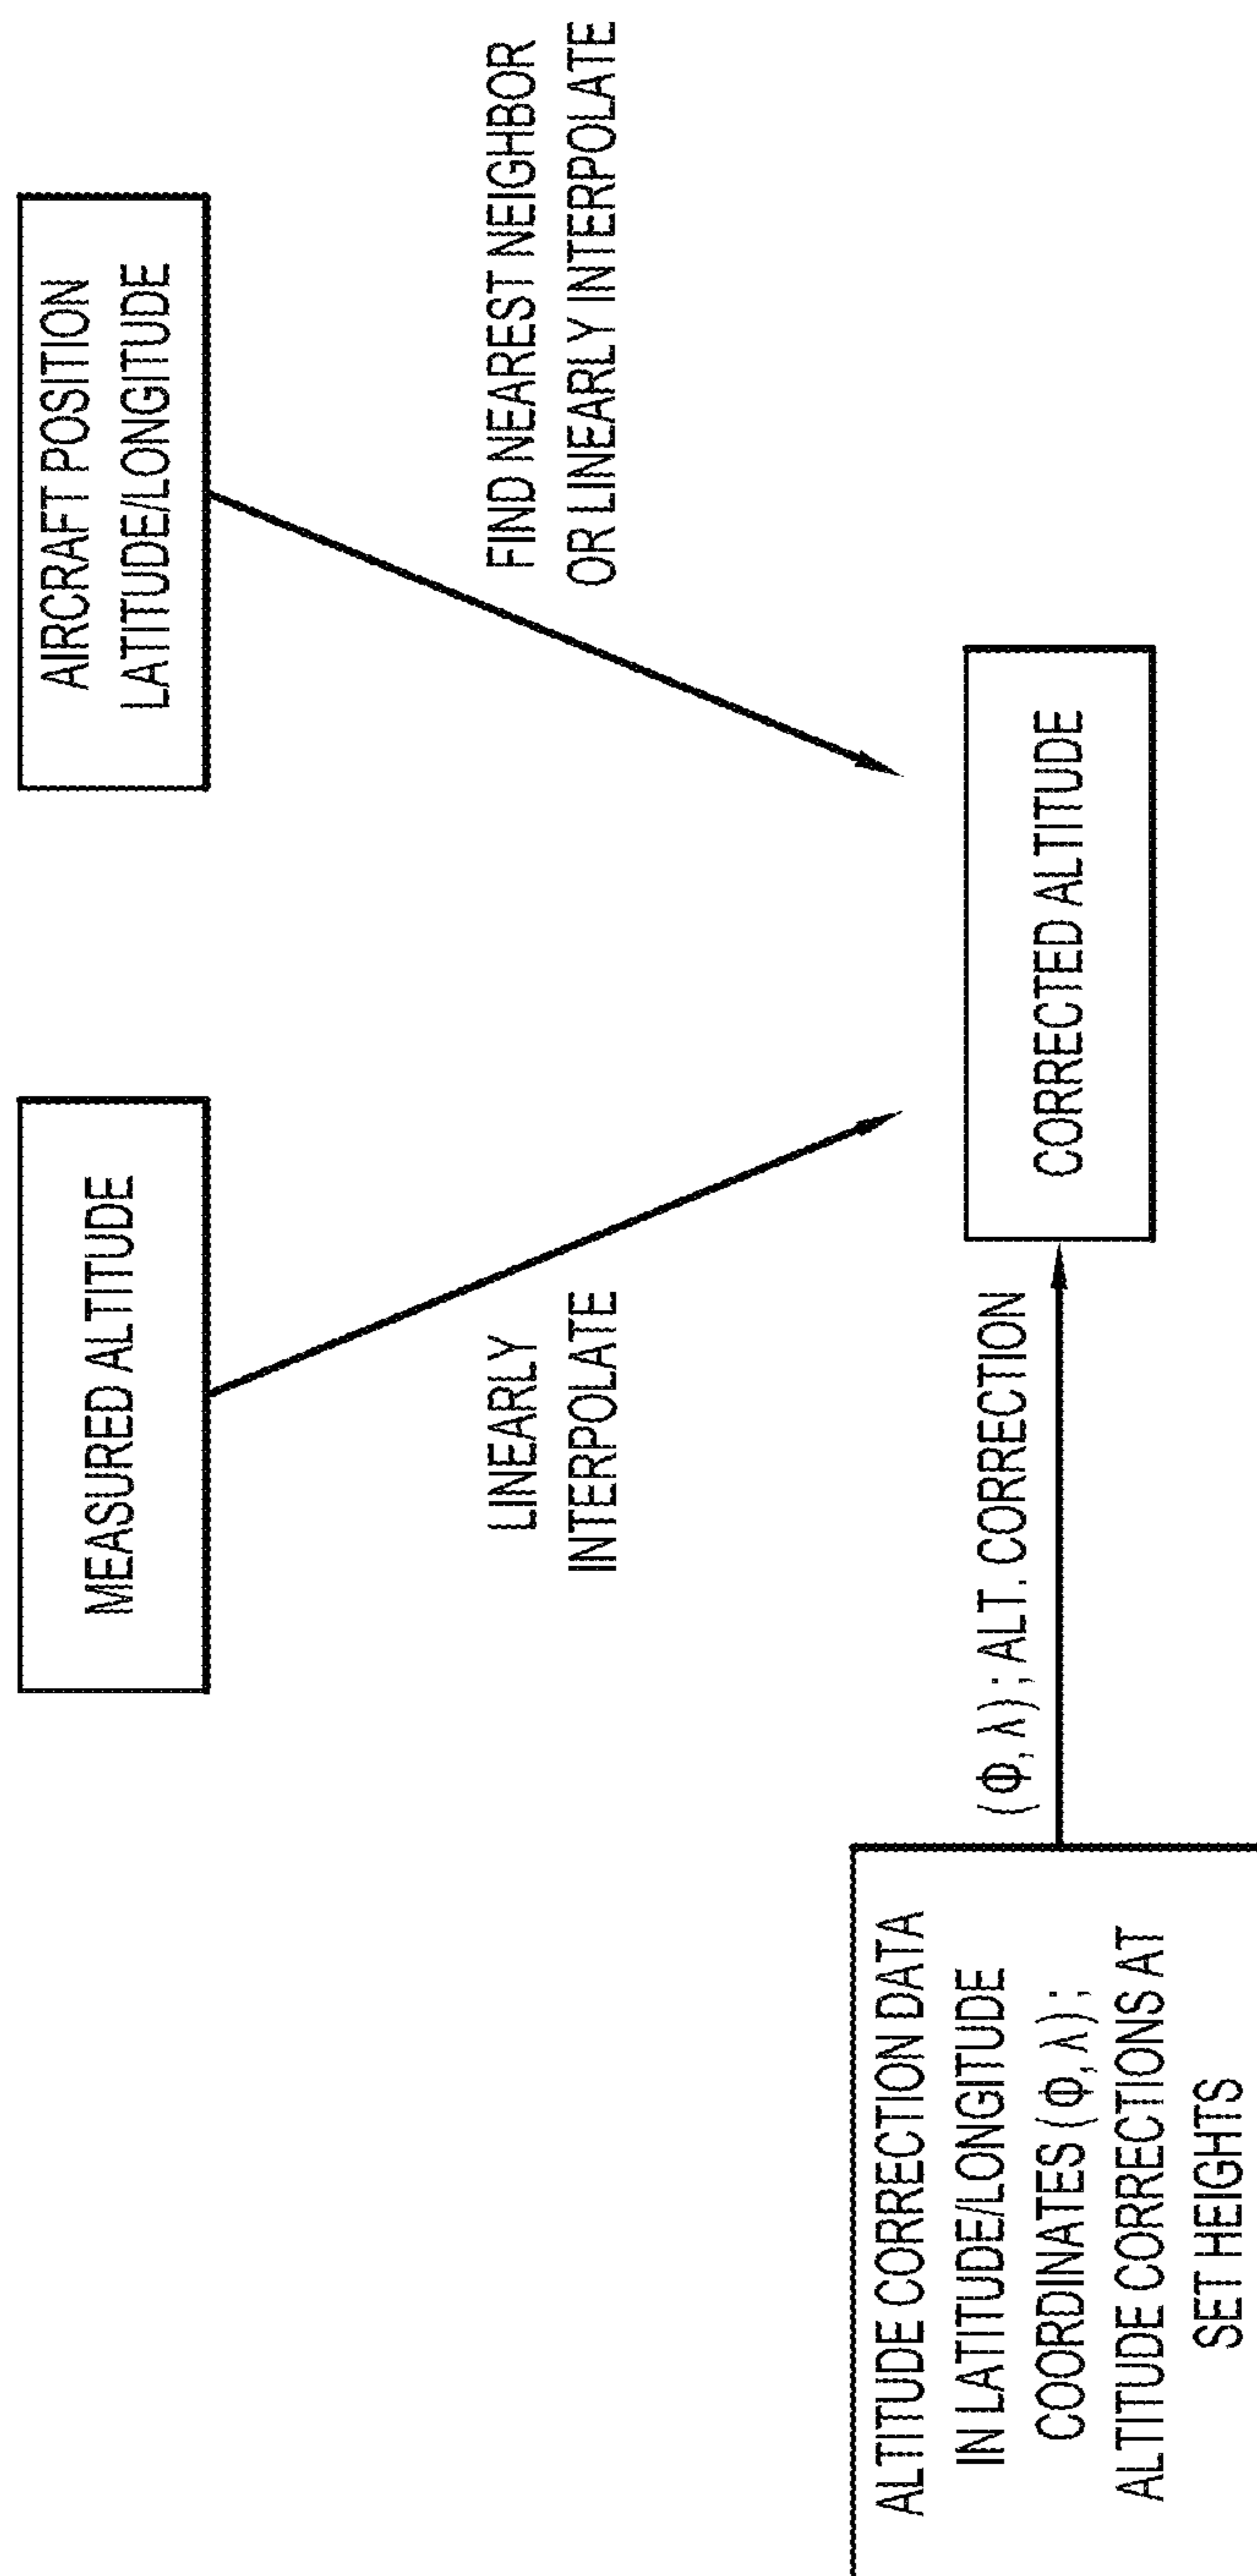 MEASURED ALTITUDE
AIRCRAFT POSITION
LATITUDE/LONGITUDE
LINEARLY
INTERPOLATE
FIND NEAREST NEIGHBOR
OR LINEARLY INTERPOLATE
ALTITUDE CORRECTION DATA
IN LATITUDE/LONGITUDE
COORDINATES (Φ, λ) ;
ALTITUDE CORRECTIONS AT
SET HEIGHTS
(Φ, λ) ; ALT. CORRECTION
CORRECTED ALTITUDE